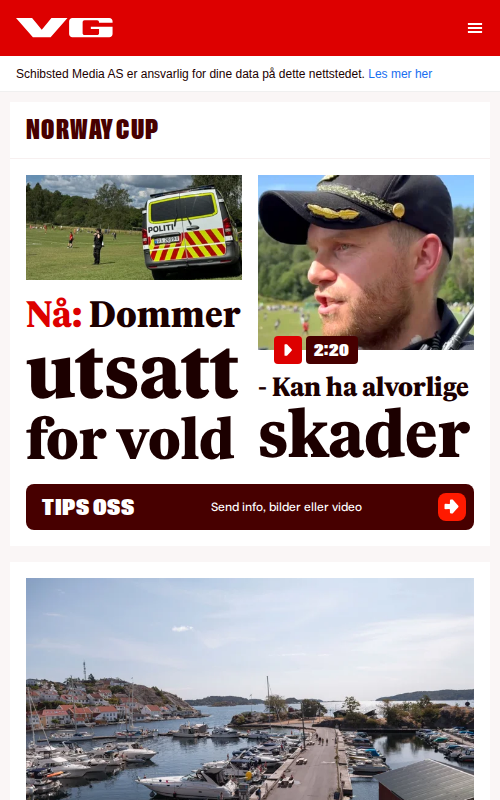 VG
Schibsted Media AS er ansvarlig for dine data på dette nettstedet. Les mer her
NORWAY CUP
POLITI
Nå: Dommer
utsatt
for vold
2:20
- Kan ha alvorlige
skader
TIPS OSS
Send info, bilder eller video